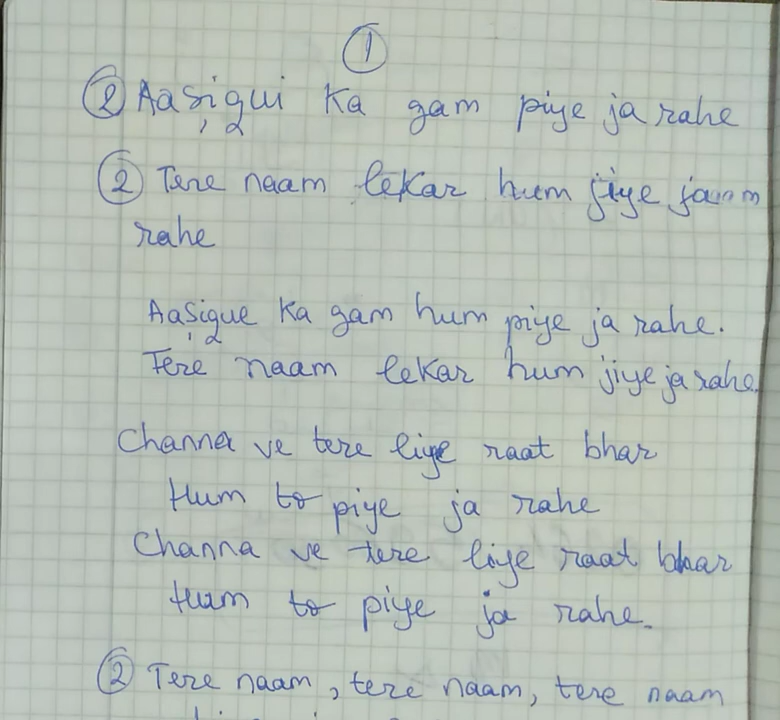 ①
② Aasiqui Ka gam piye ja rahe
② Tere naam lekar hum jiye
rahe
Aasique Ka gam hum piye ja rahe.
Tere naam lekar hum jiye ja rahe.
Channa ve tere liye raat bhar
Hum to piye ja rahe
Channa ve tere liye raat bhar
Hum to piye ja rahe.
② Tere naam, tere naam, tere naam